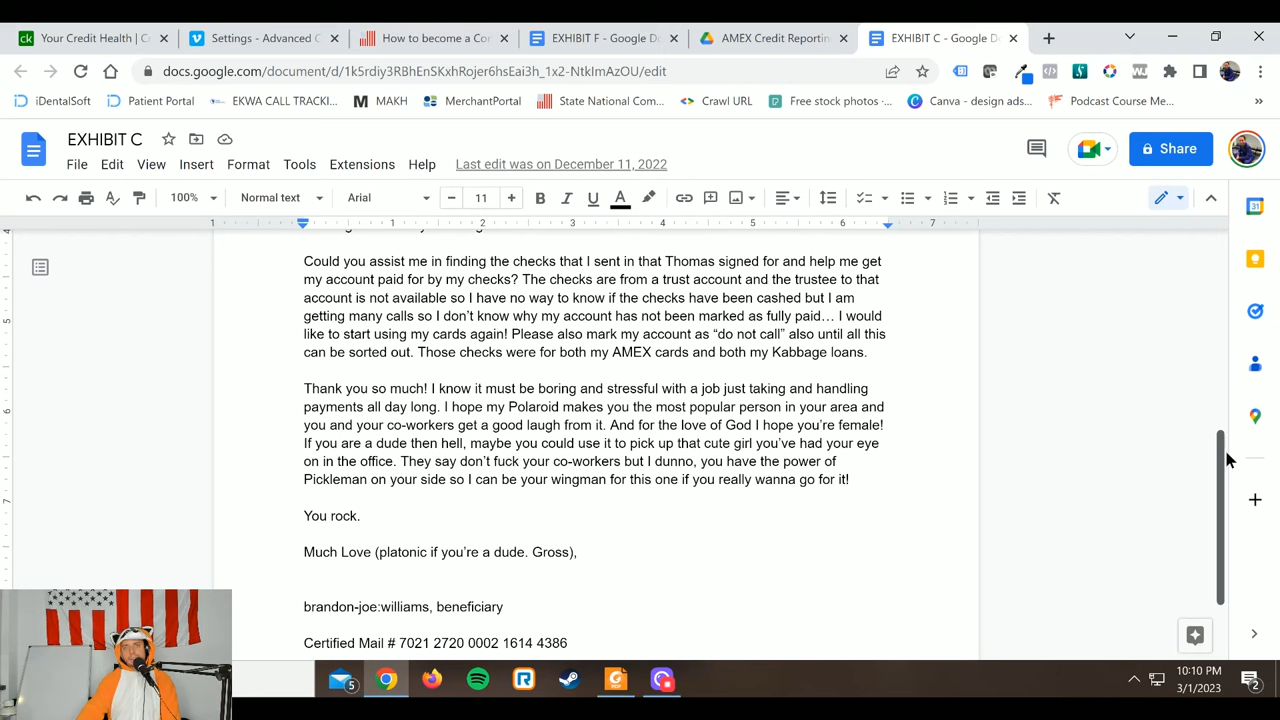 Your Credit Health | C
Settings - Advanced C
How to become a Cor
EXHIBIT F - Google Do
AMEX Credit Reportin
EXHIBIT C - Google Do
docs.google.com/document/d/1k5rdiy3RBhEnSKxhRojer6hsEai3h_1x2-NtkImAzOU/edit
iDentalSoft
Patient Portal
EKWA CALL TRACKI...
MAKH
MerchantPortal
State National Com...
Crawl URL
Free stock photos -...
Canva - design ads...
Podcast Course Me...
EXHIBIT C
File Edit View Insert Format Tools Extensions Help Last edit was on December 11, 2022
Share
100% Normal text Arial 11
1 1 2 3 4 5 6 7
Could you assist me in finding the checks that I sent in that Thomas signed for and help me get
my account paid for by my checks? The checks are from a trust account and the trustee to that
account is not available so I have no way to know if the checks have been cashed but I am
getting many calls so I don't know why my account has not been marked as fully paid… I would
like to start using my cards again! Please also mark my account as “do not call” also until all this
can be sorted out. Those checks were for both my AMEX cards and both my Kabbage loans.
Thank you so much! I know it must be boring and stressful with a job just taking and handling
payments all day long. I hope my Polaroid makes you the most popular person in your area and
you and your co-workers get a good laugh from it. And for the love of God I hope you're female!
If you are a dude then hell, maybe you could use it to pick up that cute girl you've had your eye
on in the office. They say don't fuck your co-workers but I dunno, you have the power of
Pickleman on your side so I can be your wingman for this one if you really wanna go for it!
You rock.
Much Love (platonic if you're a dude. Gross),
brandon-joe:williams, beneficiary
Certified Mail # 7021 2720 0002 1614 4386
5
10:10 PM
3/1/2023
2